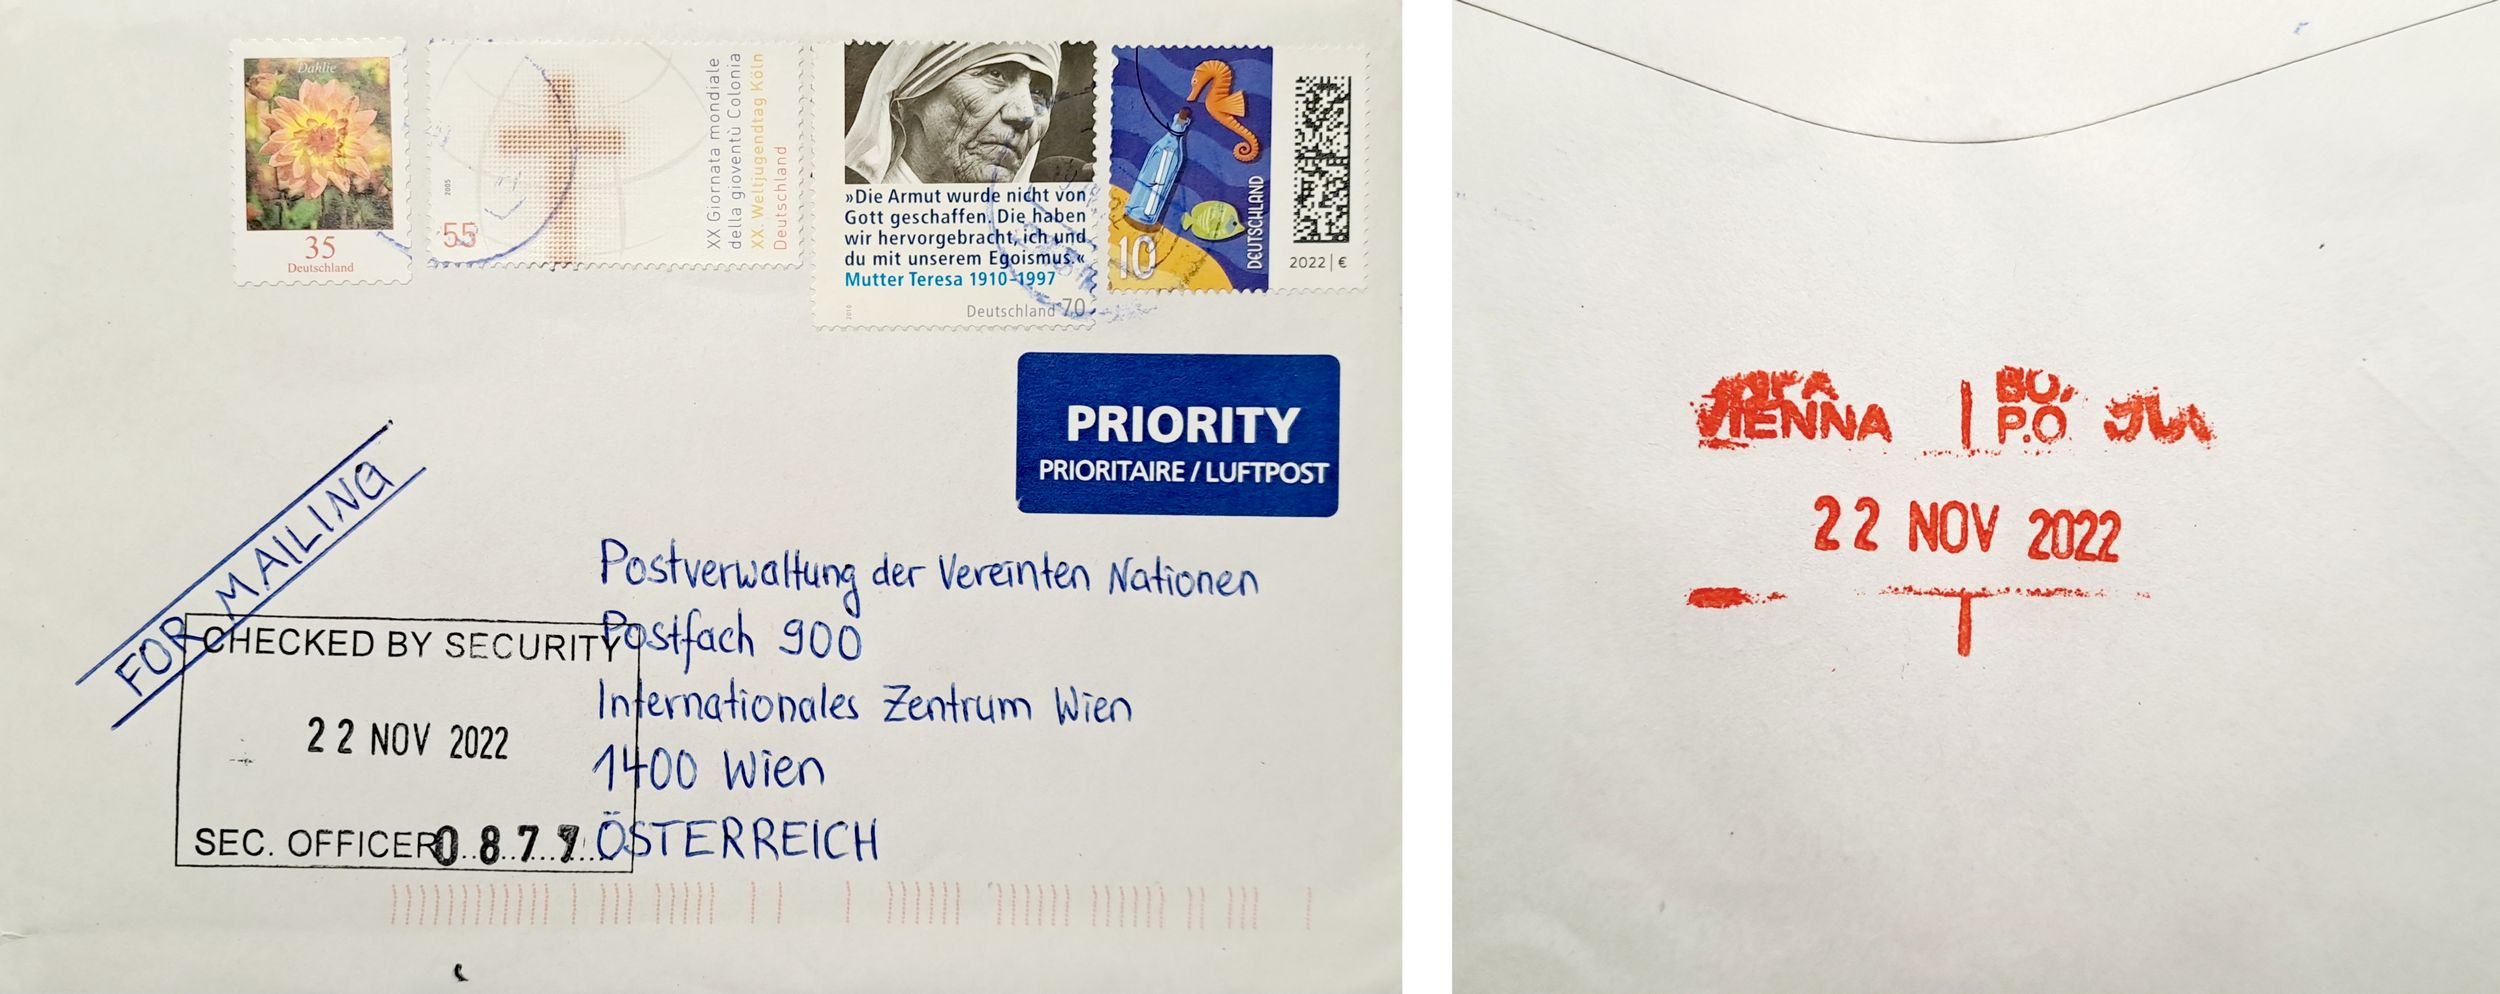 Dahlie
35
Deutschland
2005
55
XX Giornata mondiale
della gioventù Colonia
XX. Weltjugendtag Köln
Deutschland
»Die Armut wurde nicht von
Gott geschaffen. Die haben
wir hervorgebracht, ich und
du mit unserem Egoismus.«
Mutter Teresa 1910–1997
2010
Deutschland 70
10
DEUTSCHLAND
2022 | €
PRIORITY
PRIORITAIRE / LUFTPOST
FOR MAILING
Postverwaltung der Vereinten Nationen
Postfach 900
Internationales Zentrum Wien
1400 Wien
ÖSTERREICH
CHECKED BY SECURITY
22 NOV 2022
SEC. OFFICER 0877
VIENNA
P.O.
22 NOV 2022